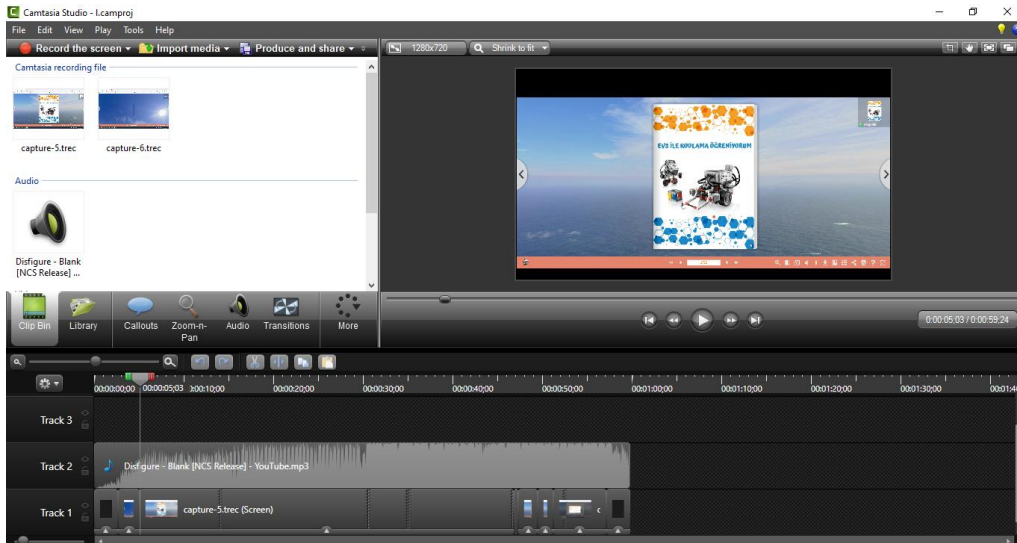 Camtasia Studio - I.camproj
File Edit View Play Tools Help
Record the screen Import media Produce and share
1280x720 Shrink to fit
Camtasia recording file
capture-5.trec capture-6.trec
Audio
Disfigure - Blank
[NCS Release] ...
EV3 İLE KODLAMA ÖĞRENİYORUM
Clip Bin Library Callouts Zoom-n-Pan Audio Transitions More
0:00:05;03 / 0:00:59;24
00:00:00;00 00:00:05;03 00:00:20;00 00:00:30;00 00:00:40;00 00:00:50;00 00:01:00;00 00:01:10;00 00:01:20;00 00:01:30;00
Track 3
Track 2 Disfigure - Blank [NCS Release] - YouTube.mp3
Track 1 capture-5.trec (Screen) c